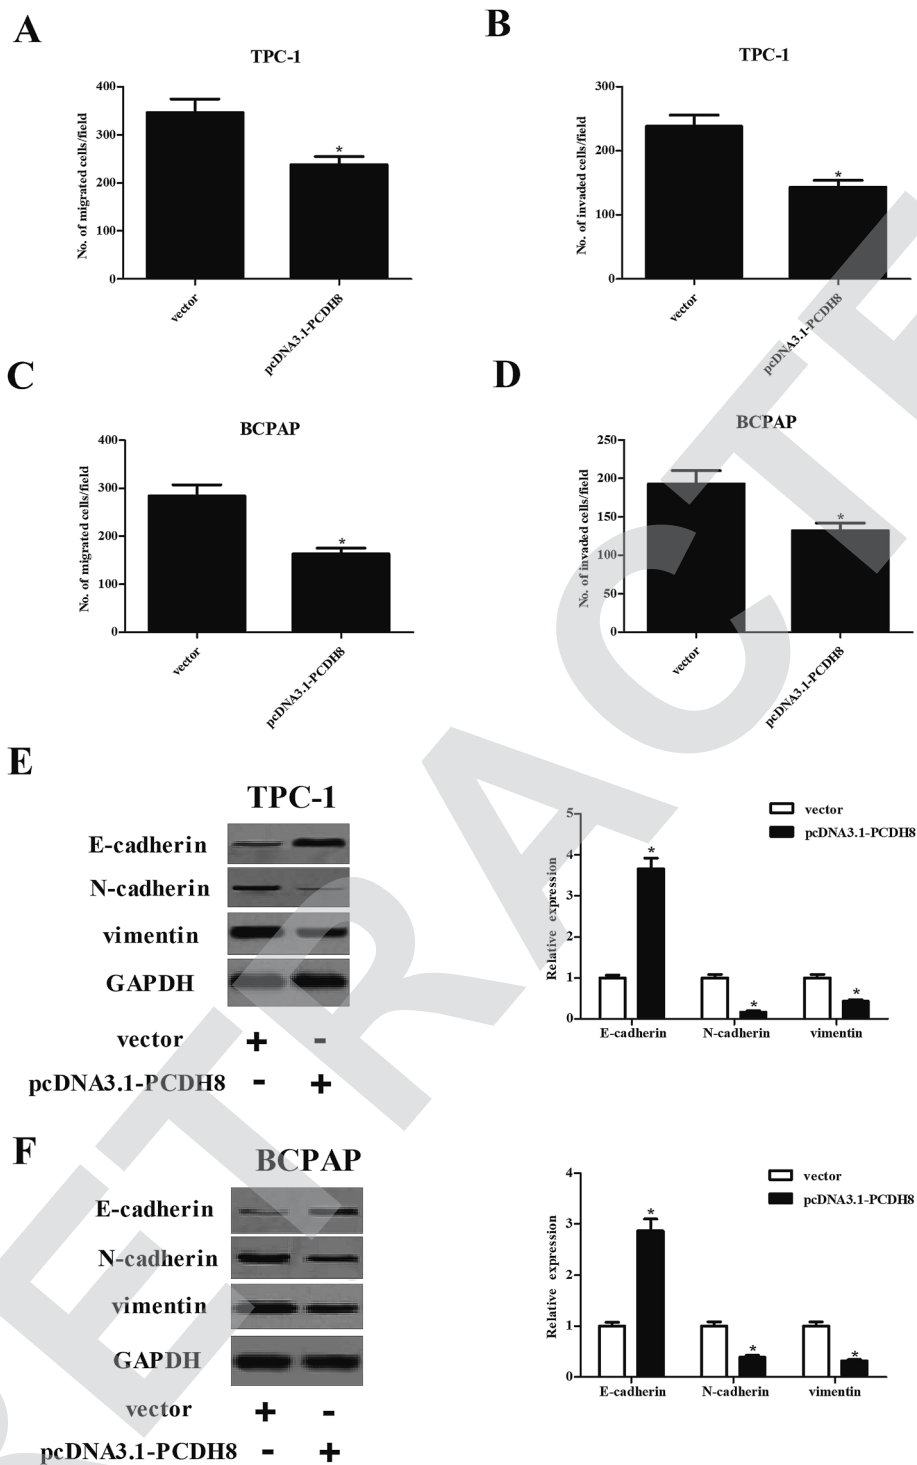 A
TPC-1
No. of migrated cells/field
400
300
200
100
0
*
vector
pcDNA3.1-PCDH8
B
TPC-1
No. of invaded cells/field
300
200
100
0
*
vector
pcDNA3.1-PCDH8
C
BCPAP
No. of migrated cells/field
400
300
200
100
0
*
vector
pcDNA3.1-PCDH8
D
BCPAP
No. of invaded cells/field
250
200
150
100
50
0
*
vector
pcDNA3.1-PCDH8
E
TPC-1
E-cadherin
N-cadherin
vimentin
GAPDH
vector + -
pcDNA3.1-PCDH8 - +
Relative expression
5
4
3
2
1
0
* * *
E-cadherin N-cadherin vimentin
vector
pcDNA3.1-PCDH8
F
BCPAP
E-cadherin
N-cadherin
vimentin
GAPDH
vector + -
pcDNA3.1-PCDH8 - +
Relative expression
4
3
2
1
0
* * *
E-cadherin N-cadherin vimentin
vector
pcDNA3.1-PCDH8
RETRACTE